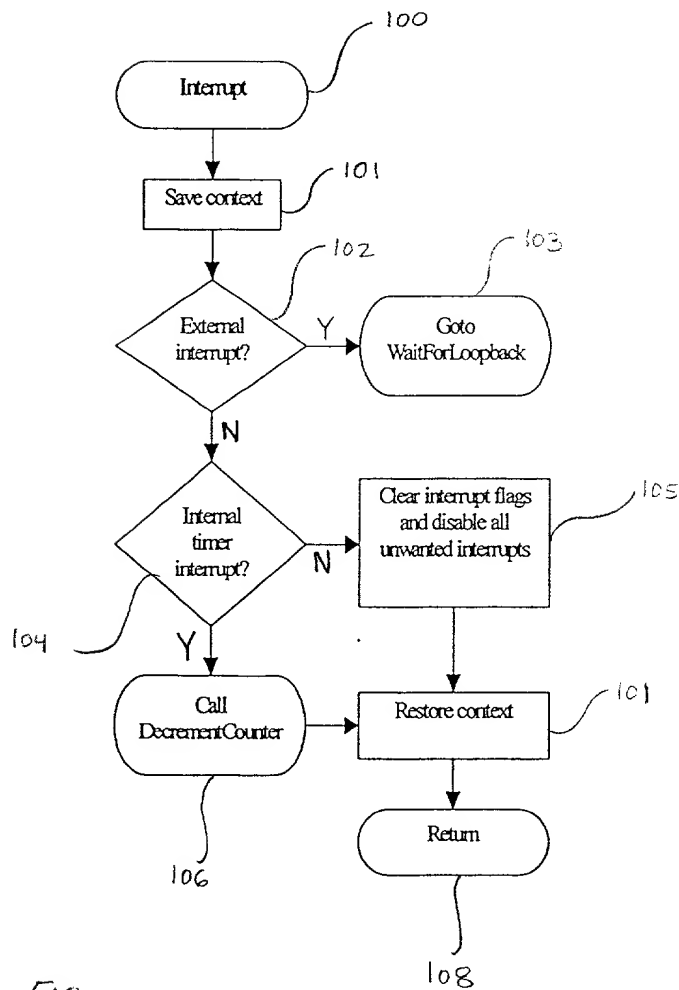 100
Interrupt
101
Save context
102
103
External
interrupt?
Y
Goto
WaitForLoopback
N
Internal
timer
interrupt?
N
Clear interrupt flags
and disable all
unwanted interrupts
105
104
Y
Call
DecrementCounter
Restore context
101
106
Return
108